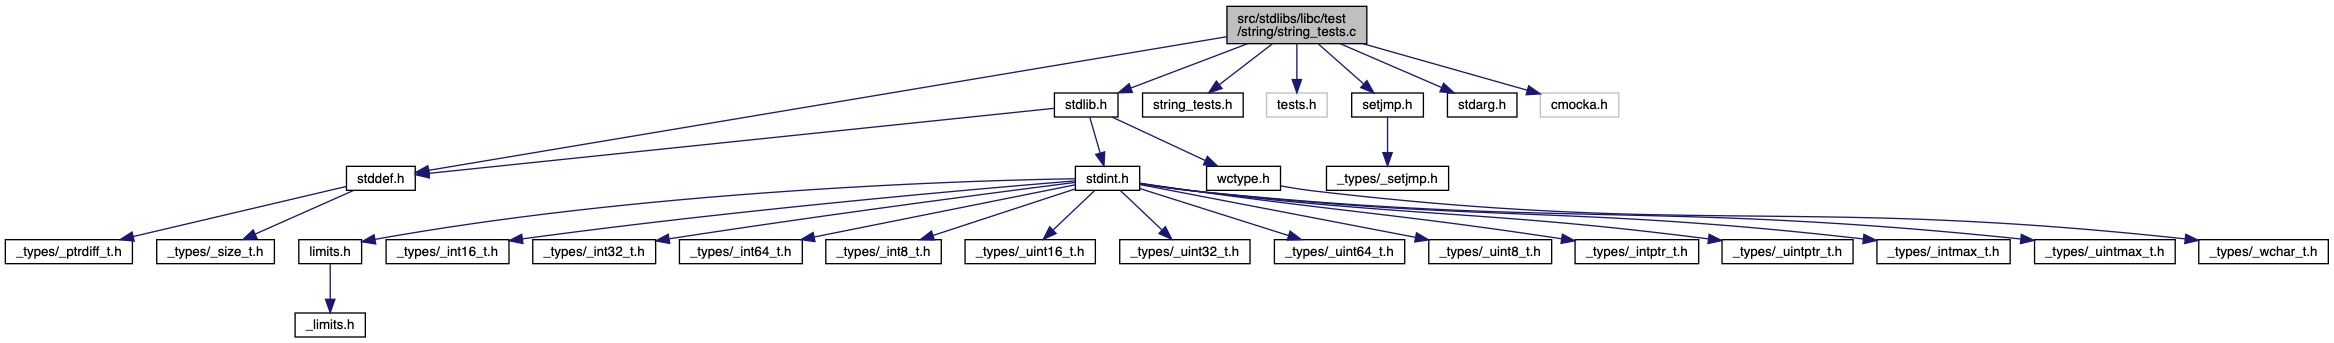 src/stdlibs/libc/test
/string/string_tests.c
stdlib.h
string_tests.h
tests.h
setjmp.h
stdarg.h
cmocka.h
stddef.h
stdint.h
wctype.h
_types/_setjmp.h
_types/_ptrdiff_t.h
_types/_size_t.h
limits.h
_types/_int16_t.h
_types/_int32_t.h
_types/_int64_t.h
_types/_int8_t.h
_types/_uint16_t.h
_types/_uint32_t.h
_types/_uint64_t.h
_types/_uint8_t.h
_types/_intptr_t.h
_types/_uintptr_t.h
_types/_intmax_t.h
_types/_uintmax_t.h
_types/_wchar_t.h
_limits.h